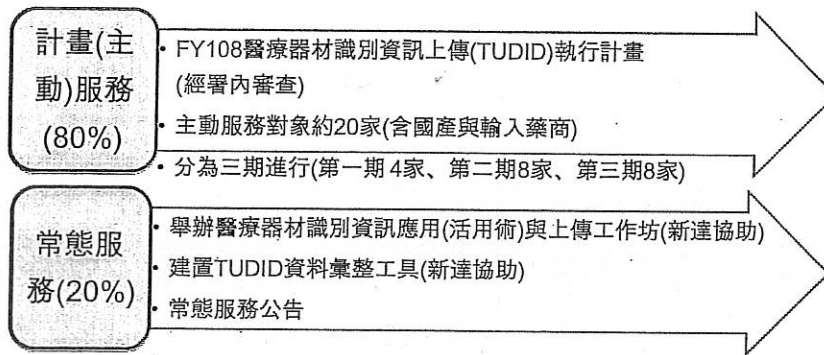 計畫(主
動)服務
(80%)
• FY108醫療器材識別資訊上傳(TUDID)執行計畫
(經署內審查)
• 主動服務對象約20家(含國產與輸入藥商)
• 分為三期進行(第一期 4家、第二期8家、第三期8家)
常態服
務(20%)
• 舉辦醫療器材識別資訊應用(活用術)與上傳工作坊(新達協助)
• 建置TUDID資料彙整工具(新達協助)
• 常態服務公告